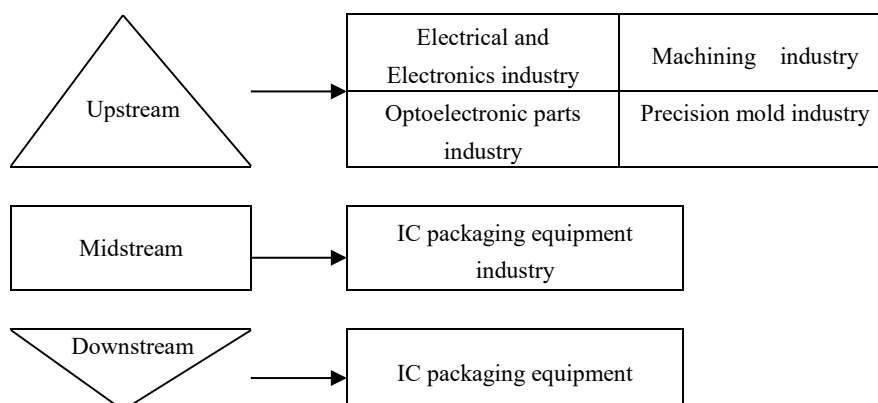 Electrical and
Electronics industry
Machining industry
Upstream
Optoelectronic parts
industry
Precision mold industry
Midstream
IC packaging equipment
industry
Downstream
IC packaging equipment